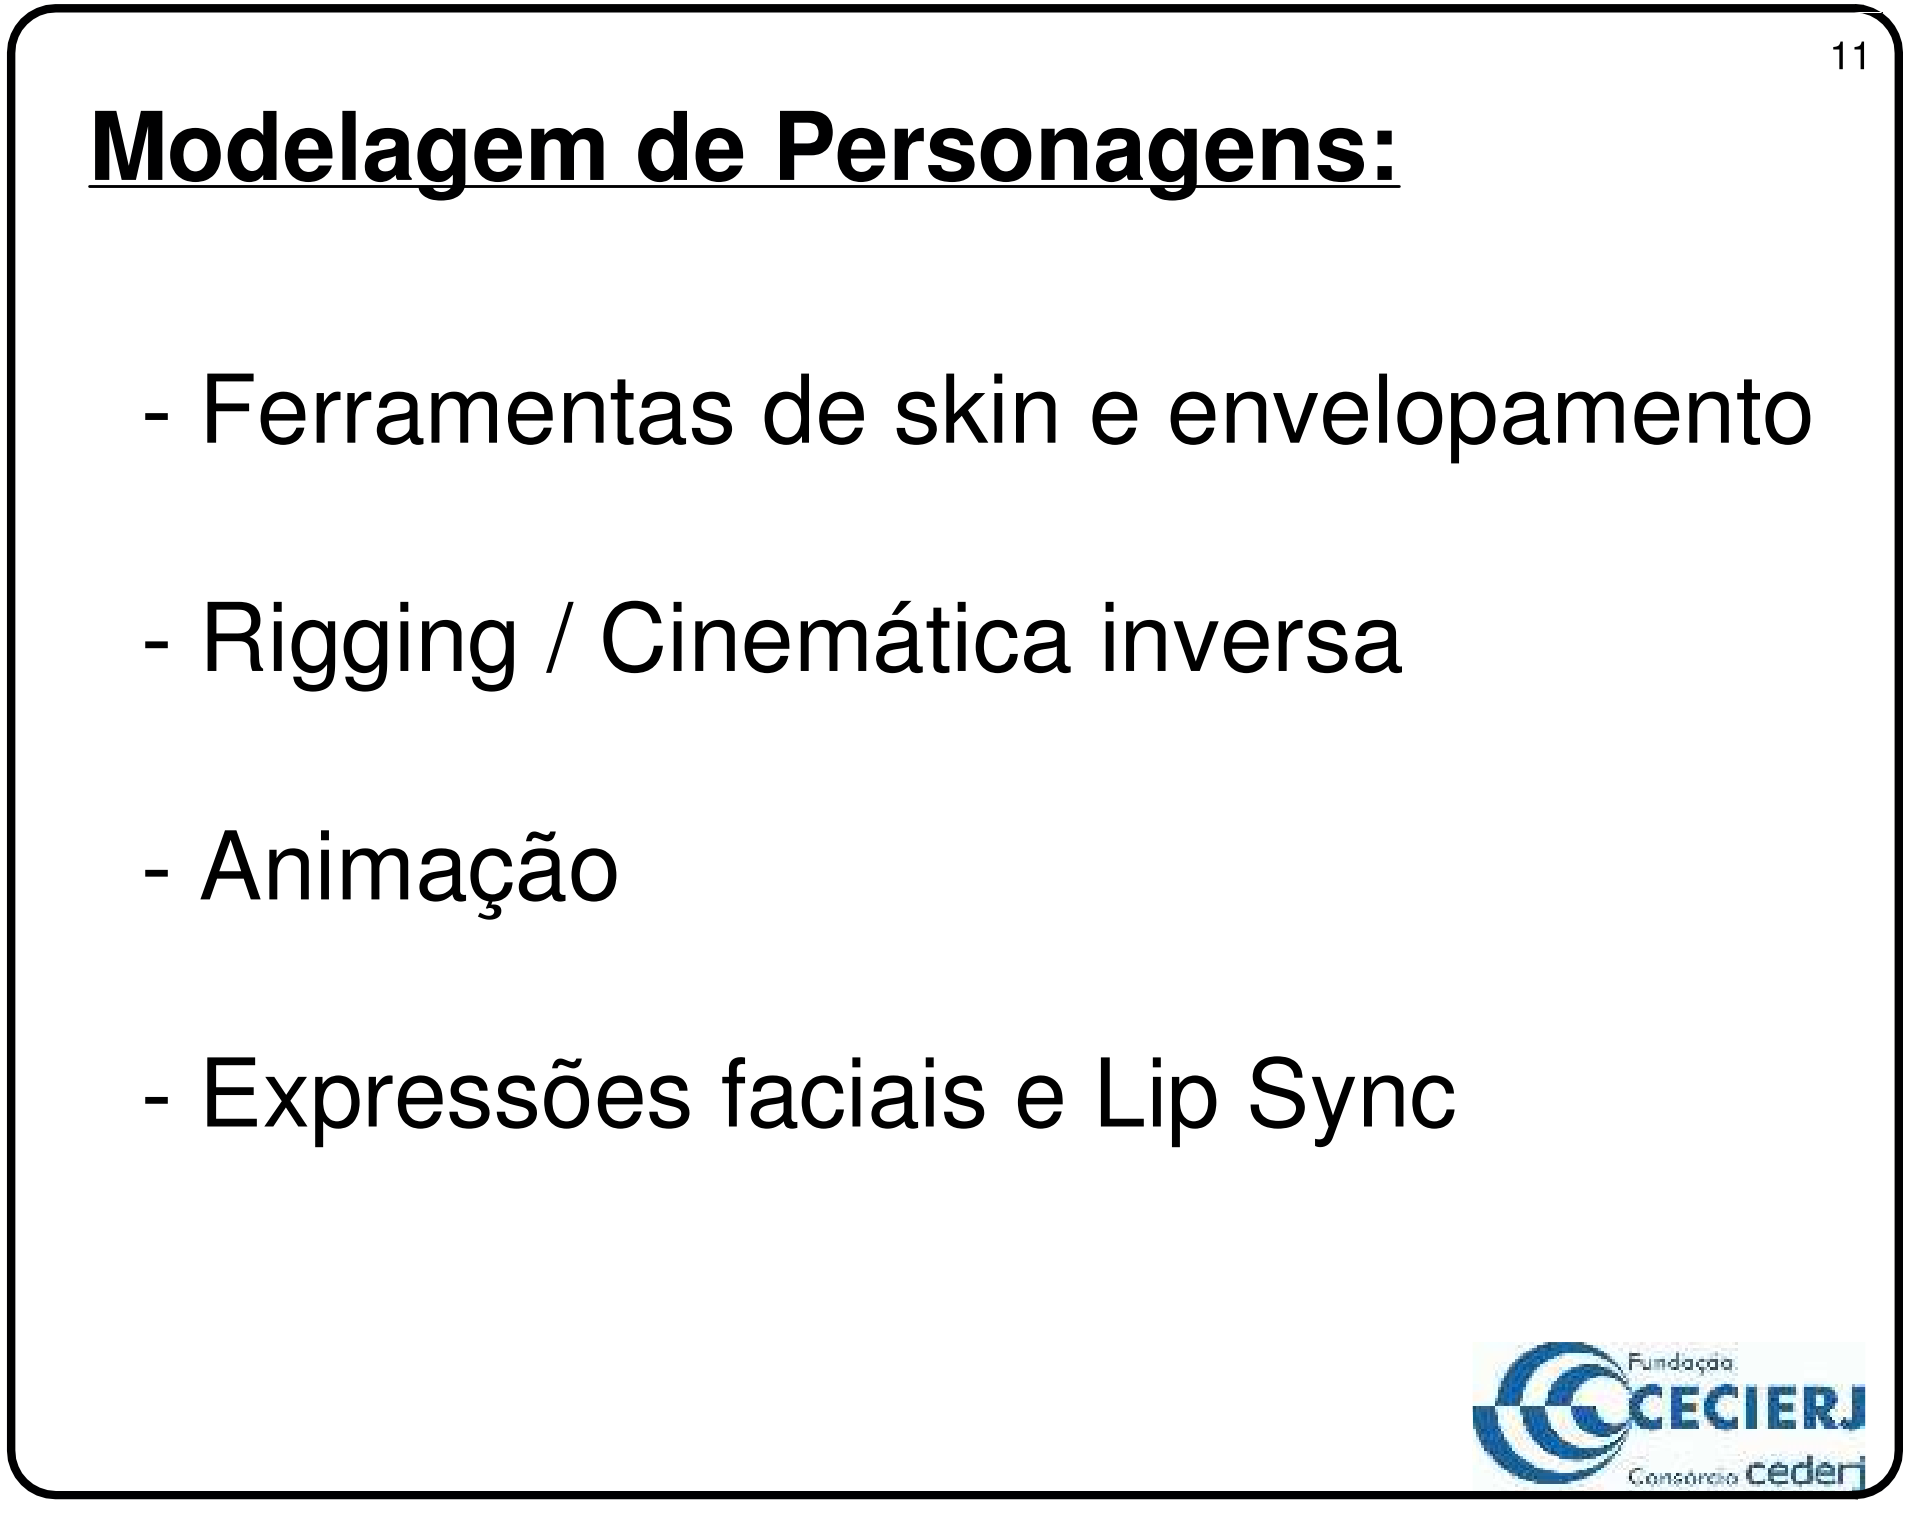 11
Modelagem de Personagens:
- Ferramentas de skin e envelopamento
- Rigging / Cinemática inversa
- Animação
- Expressões faciais e Lip Sync
Fundação
CECIERJ
Consórcio cederj